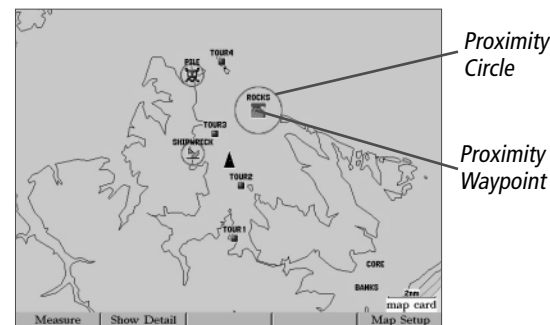 TOUR4
PILE
Proximity
Circle
ROCKS
TOUR3
SHIPWRECK
Proximity
Waypoint
TOUR2
TOUR1
CORE
BANKS
2nm
map card
Measure
Show Detail
Map Setup